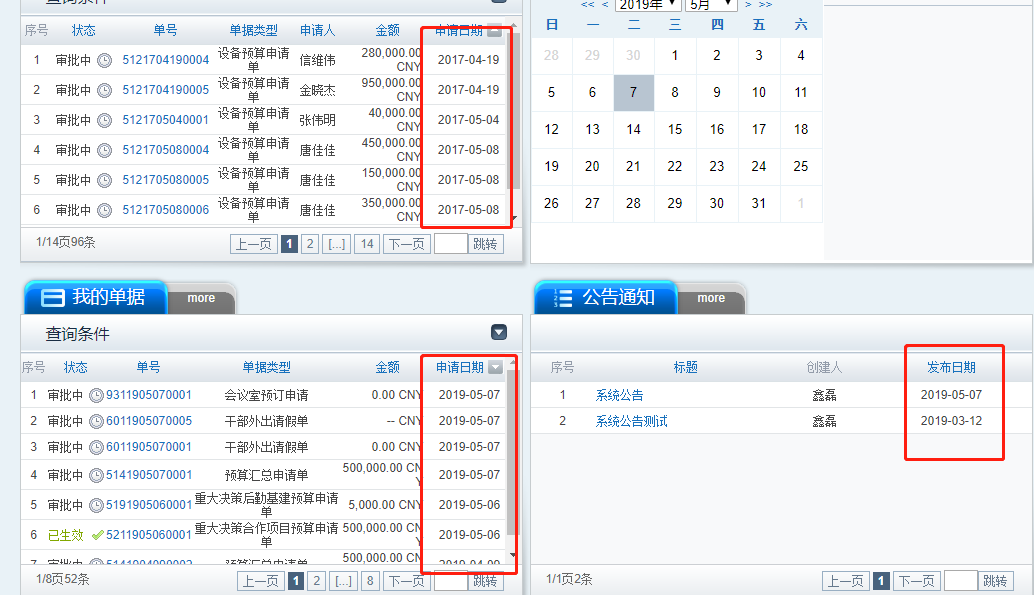 查询条件
序号 状态 单号 单据类型 申请人 金额 申请日期
1 审批中 5121704190004 设备预算申请单 信维伟 280,000.00 CNY 2017-04-19
2 审批中 5121704190005 设备预算申请单 金晓杰 950,000.00 CNY 2017-04-19
3 审批中 5121705040001 设备预算申请单 张伟明 40,000.00 CNY 2017-05-04
4 审批中 5121705080004 设备预算申请单 唐佳佳 450,000.00 CNY 2017-05-08
5 审批中 5121705080005 设备预算申请单 唐佳佳 150,000.00 CNY 2017-05-08
6 审批中 5121705080006 设备预算申请单 唐佳佳 350,000.00 CNY 2017-05-08
1/14页96条 上一页 1 2 [...] 14 下一页 跳转
<< < 2019年 5月 > >>
日 一 二 三 四 五 六
28 29 30 1 2 3 4
5 6 7 8 9 10 11
12 13 14 15 16 17 18
19 20 21 22 23 24 25
26 27 28 29 30 31 1
我的单据 more
查询条件
序号 状态 单号 单据类型 金额 申请日期
1 审批中 9311905070001 会议室预订申请 0.00 CNY 2019-05-07
2 审批中 6011905070005 干部外出请假单 -- CNY 2019-05-07
3 审批中 6011905070001 干部外出请假单 0.00 CNY 2019-05-07
4 审批中 5141905070001 预算汇总申请单 500,000.00 CNY 2019-05-07
5 审批中 5191905060001 重大决策后勤基建预算申请单 5,000.00 CNY 2019-05-06
6 已生效 5211905060001 重大决策合作项目预算申请单 500,000.00 CNY 2019-05-06
7 审批中 预算汇总申请单 500,000.00 CN
1/8页52条 上一页 1 2 [...] 8 下一页 跳转
公告通知 more
序号 标题 创建人 发布日期
1 系统公告 鑫磊 2019-05-07
2 系统公告测试 鑫磊 2019-03-12
1/1页2条 上一页 1 下一页 跳转